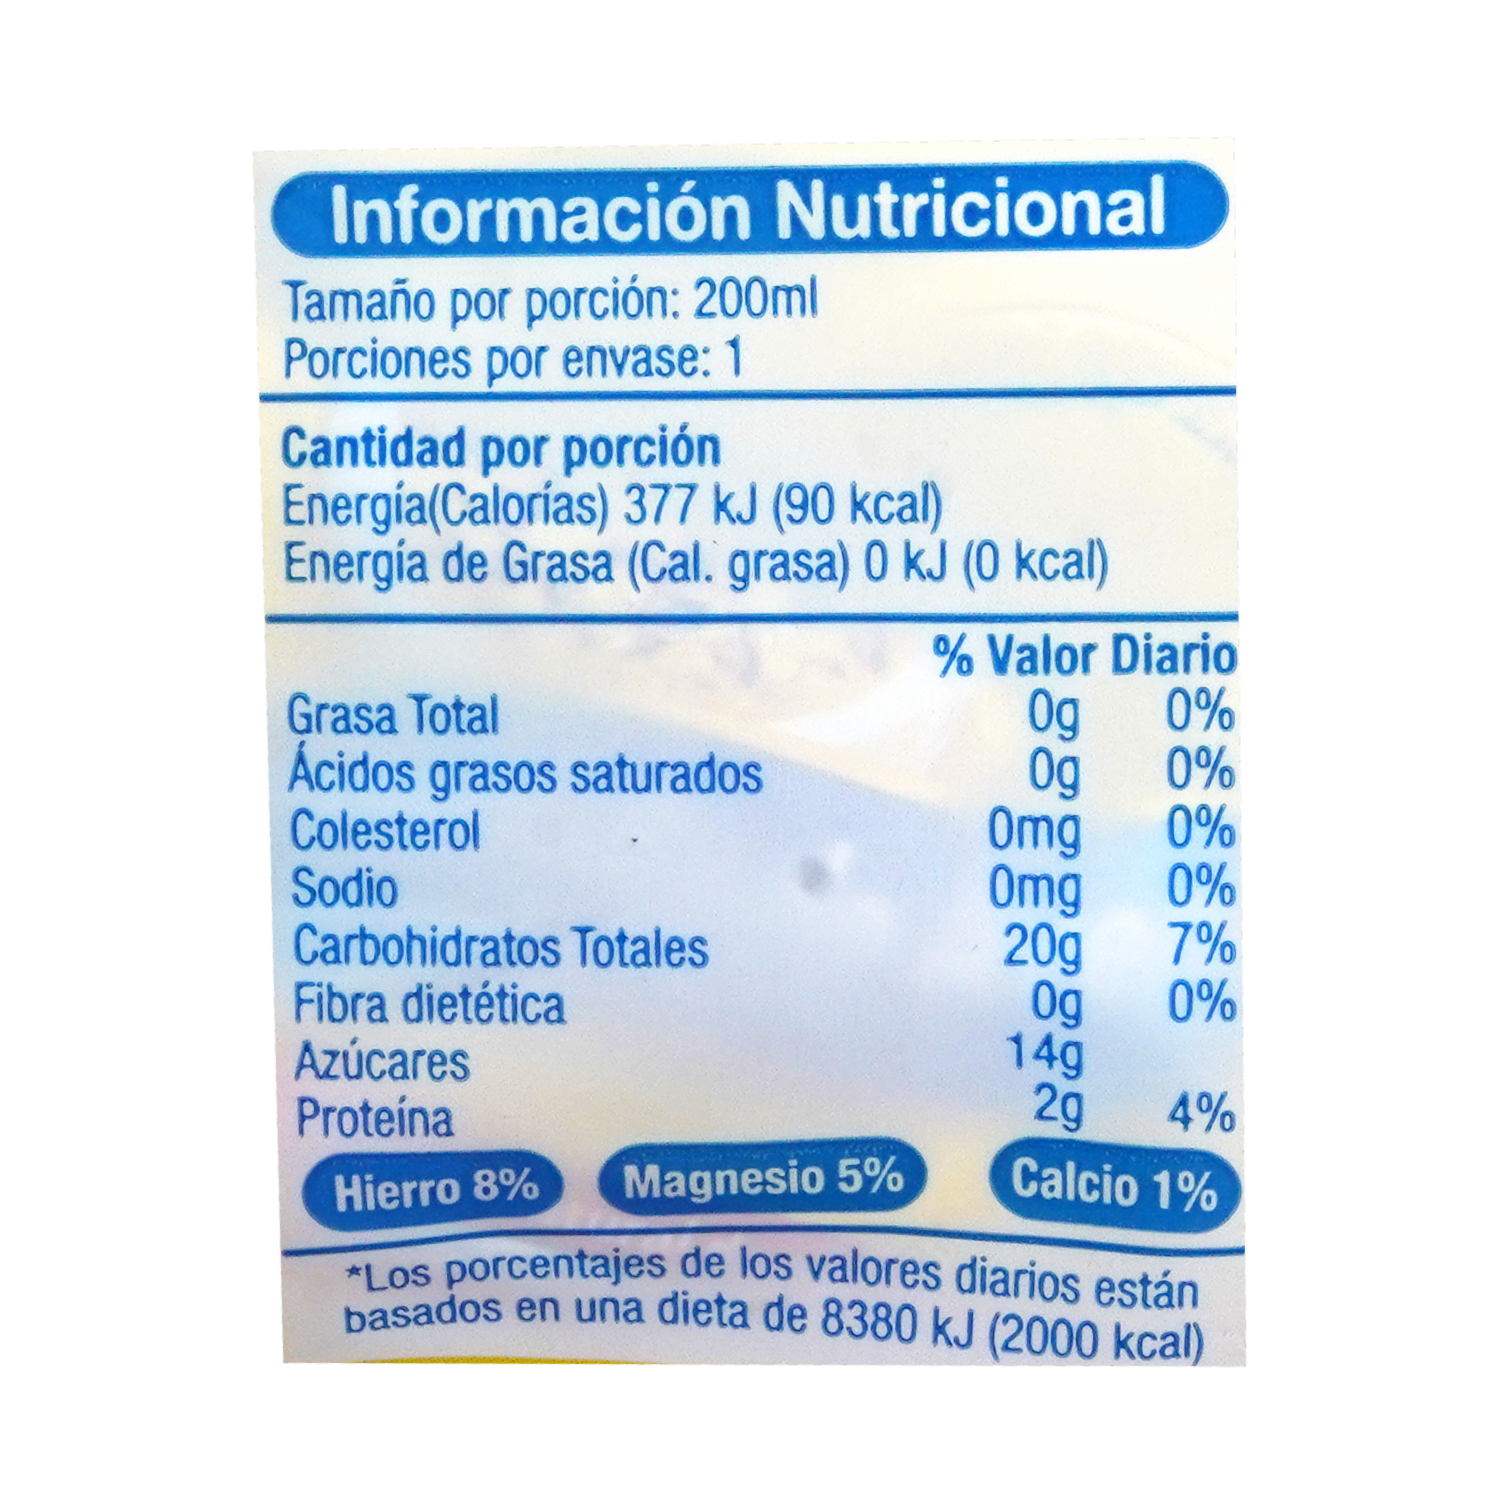 Información Nutricional
Tamaño por porción: 200ml
Porciones por envase: 1
Cantidad por porción
Energía(Calorías) 377 kJ (90 kcal)
Energía de Grasa (Cal. grasa) 0 kJ (0 kcal)
% Valor Diario
Grasa Total 0g 0%
Ácidos grasos saturados 0g 0%
Colesterol 0mg 0%
Sodio 0mg 0%
Carbohidratos Totales 20g 7%
Fibra dietética 0g 0%
Azúcares 14g
Proteína 2g 4%
Hierro 8% Magnesio 5% Calcio 1%
*Los porcentajes de los valores diarios están
basados en una dieta de 8380 kJ (2000 kcal)